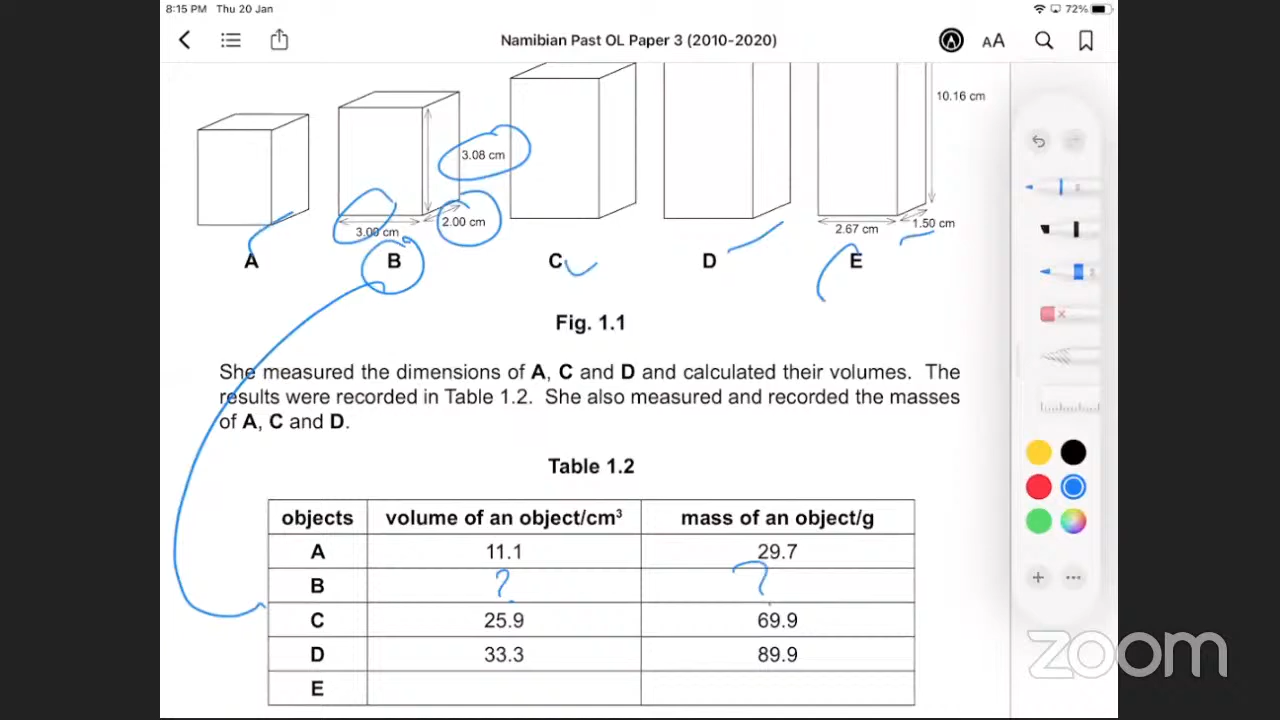 8:15 PM Thu 20 Jan
72%
Namibian Past OL Paper 3 (2010-2020)
AA
10.16 cm
3.08 cm
2.00 cm
3.00 cm
2.67 cm
1.50 cm
A B C D E
Fig. 1.1
She measured the dimensions of A, C and D and calculated their volumes. The
results were recorded in Table 1.2. She also measured and recorded the masses
of A, C and D.
Table 1.2
objects volume of an object/cm³ mass of an object/g
A 11.1 29.7
B ? ?
C 25.9 69.9
D 33.3 89.9
E
zoom